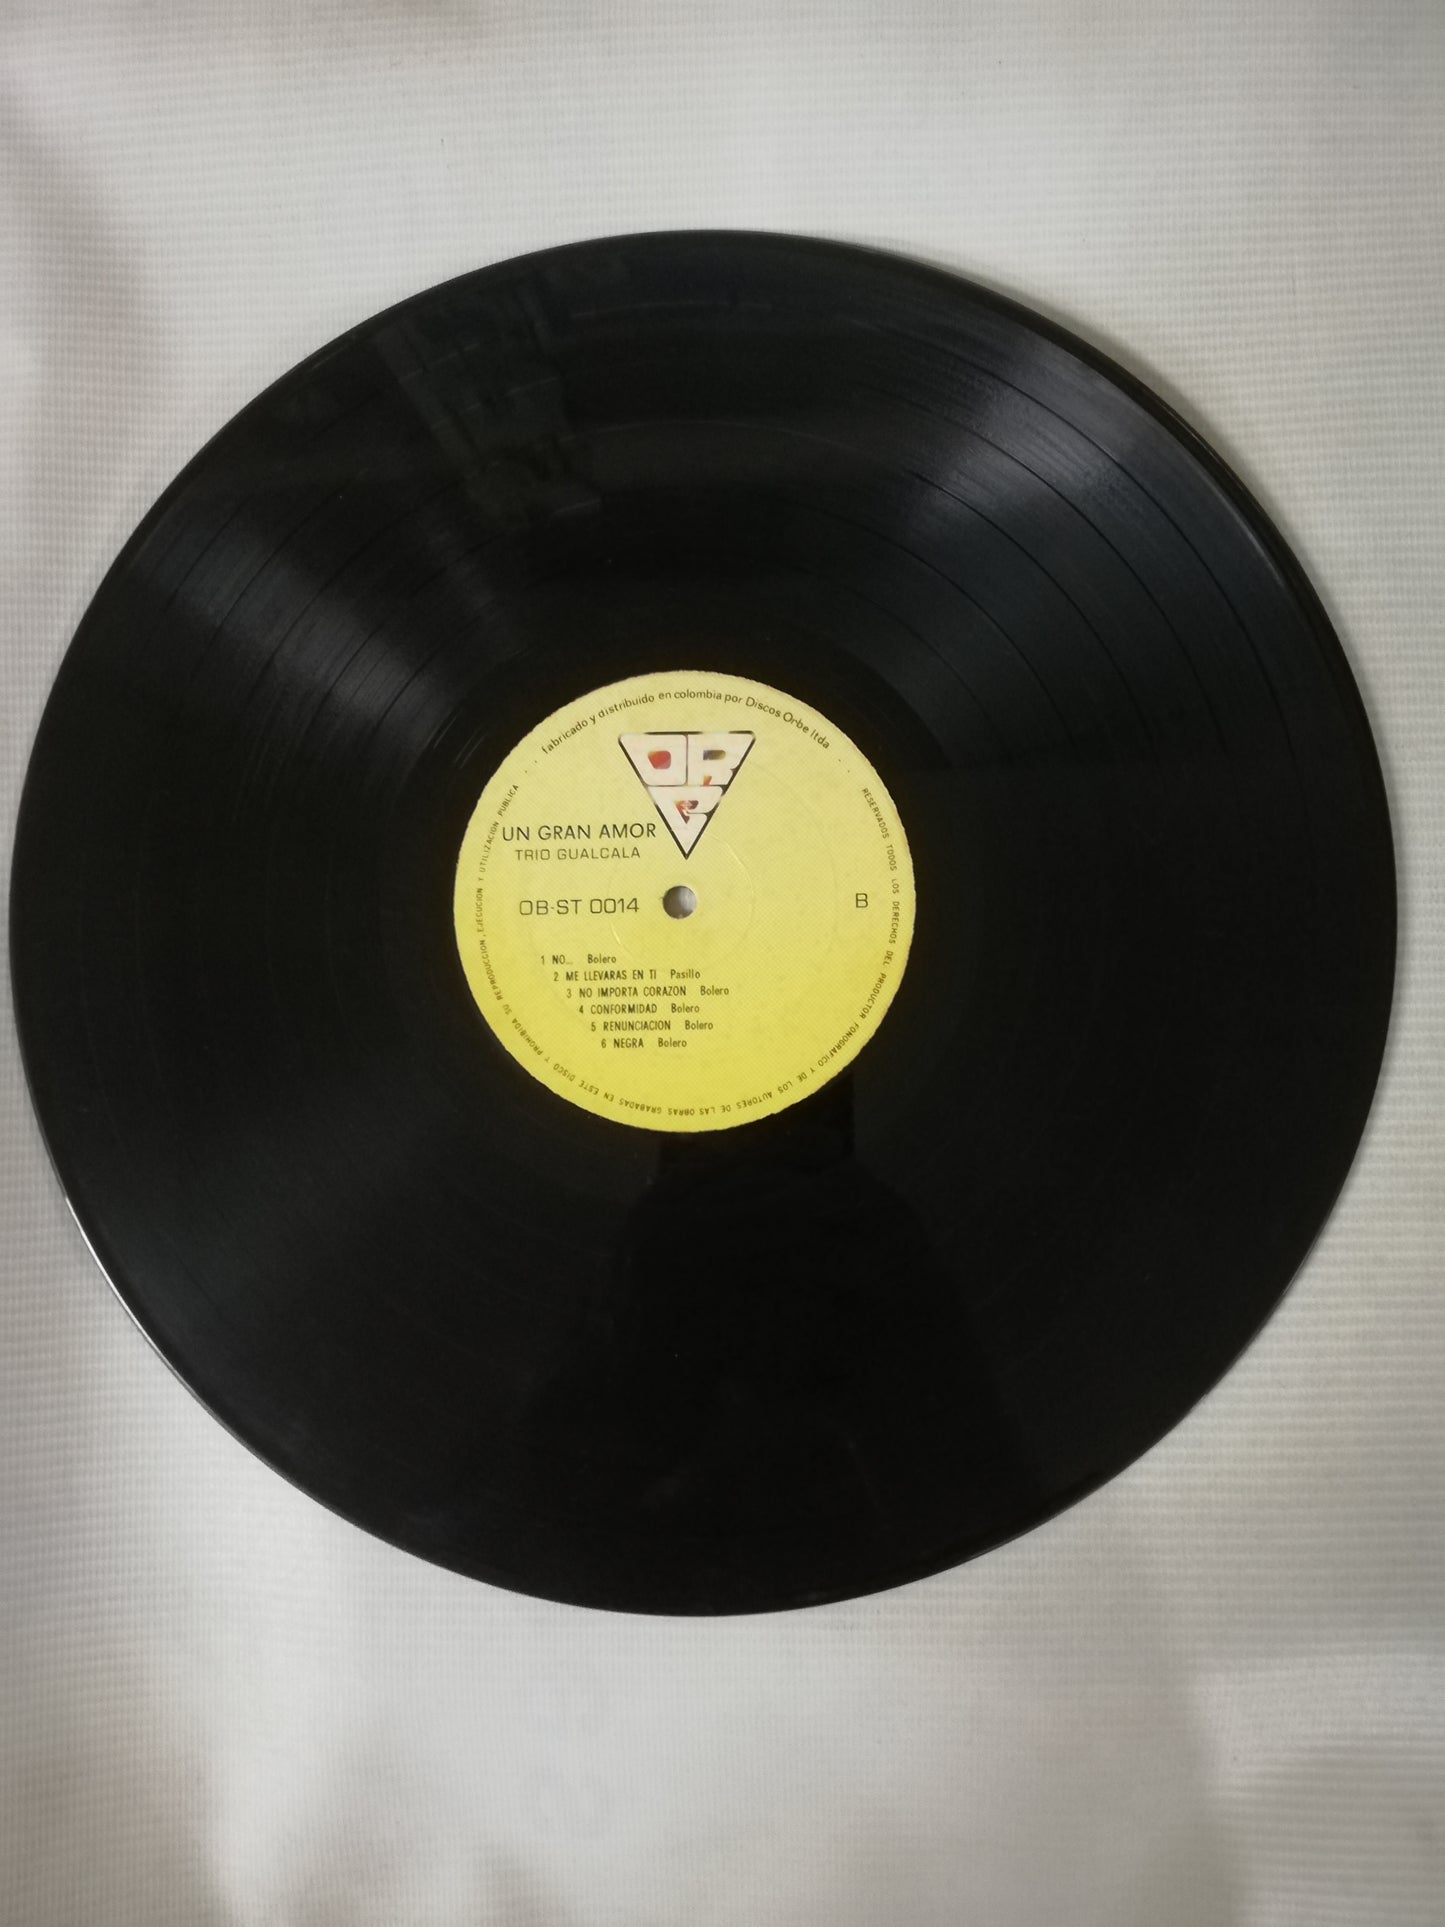 fabricado y distribuido en colombia por Discos Orbe ltda
ORBE
UN GRAN AMOR
TRIO GUALCALA
OB-ST 0014
B
1 NO... Bolero
2 ME LLEVARAS EN TI Pasillo
3 NO IMPORTA CORAZON Bolero
4 CONFORMIDAD Bolero
5 RENUNCIACION Bolero
6 NEGRA Bolero
RESERVADOS TODOS LOS DERECHOS DEL PRODUCTOR FONOGRAFICO Y DE LOS AUTORES DE LAS OBRAS GRABADAS EN ESTE DISCO Y PROHIBIDA SU REPRODUCCION, EJECUCION Y UTILIZACION PUBLICA